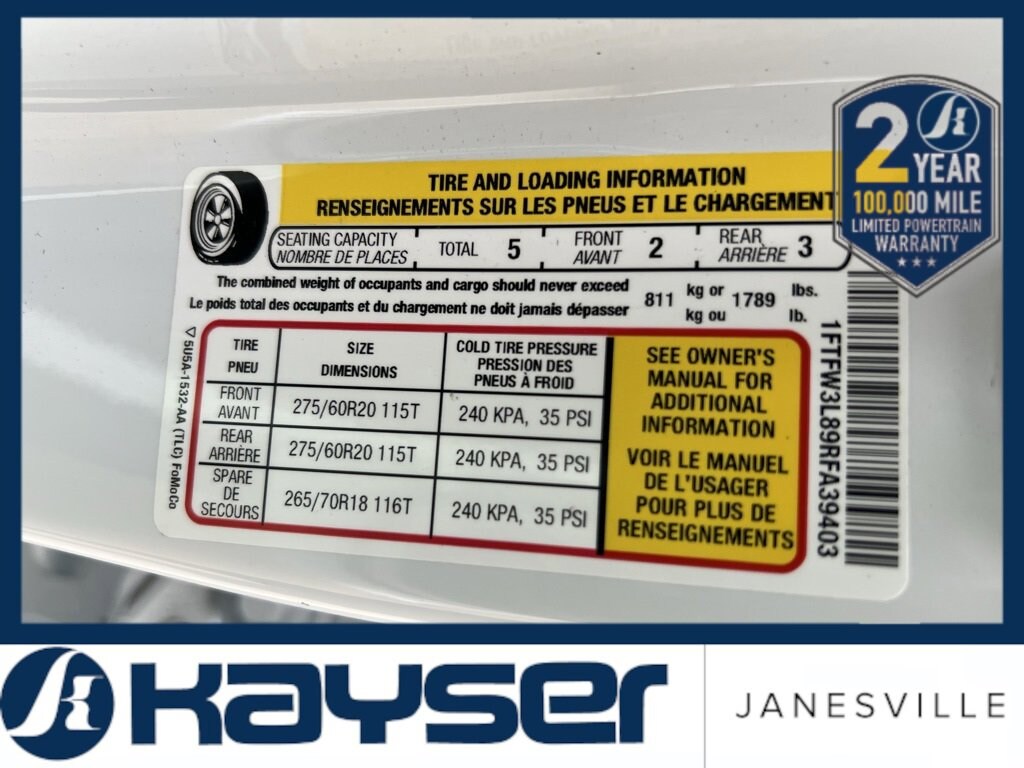 TIRE AND LOADING INFORMATION
RENSEIGNEMENTS SUR LES PNEUS ET LE CHARGEMENT
SEATING CAPACITY
NOMBRE DE PLACES
TOTAL 5
FRONT
AVANT
2
REAR
ARRIÈRE
3
The combined weight of occupants and cargo should never exceed
Le poids total des occupants et du chargement ne doit jamais dépasser
811
kg or
kg ou
1789
lbs.
lb.
TIRE
PNEU
SIZE
DIMENSIONS
COLD TIRE PRESSURE
PRESSION DES
PNEUS À FROID
FRONT
AVANT
275/60R20 115T
240 KPA, 35 PSI
REAR
ARRIÈRE
275/60R20 115T
240 KPA, 35 PSI
SPARE
DE
SECOURS
265/70R18 116T
240 KPA, 35 PSI
SEE OWNER'S
MANUAL FOR
ADDITIONAL
INFORMATION
VOIR LE MANUEL
DE L'USAGER
POUR PLUS DE
RENSEIGNEMENTS
5U5A-1532-AA (TLC) FoMoCo
1FTFW3L89RFA39403
2 YEAR
100,000 MILE
LIMITED POWERTRAIN
WARRANTY
KAYSER
JANESVILLE